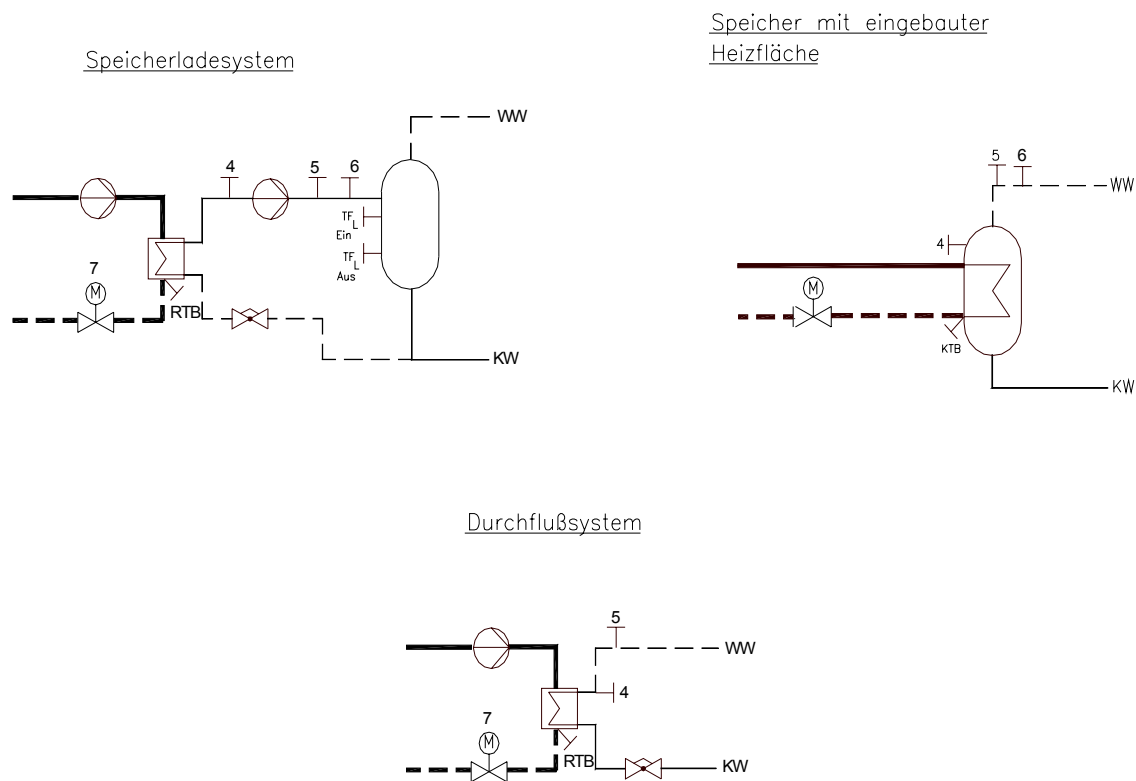 Speicherladesystem
WW
4
5
6
TF L
Ein
TF L
Aus
7
M
RTB
KW
Speicher mit eingebauter
Heizfläche
5
6
WW
4
M
KTB
KW
Durchflußsystem
5
WW
4
7
M
RTB
KW